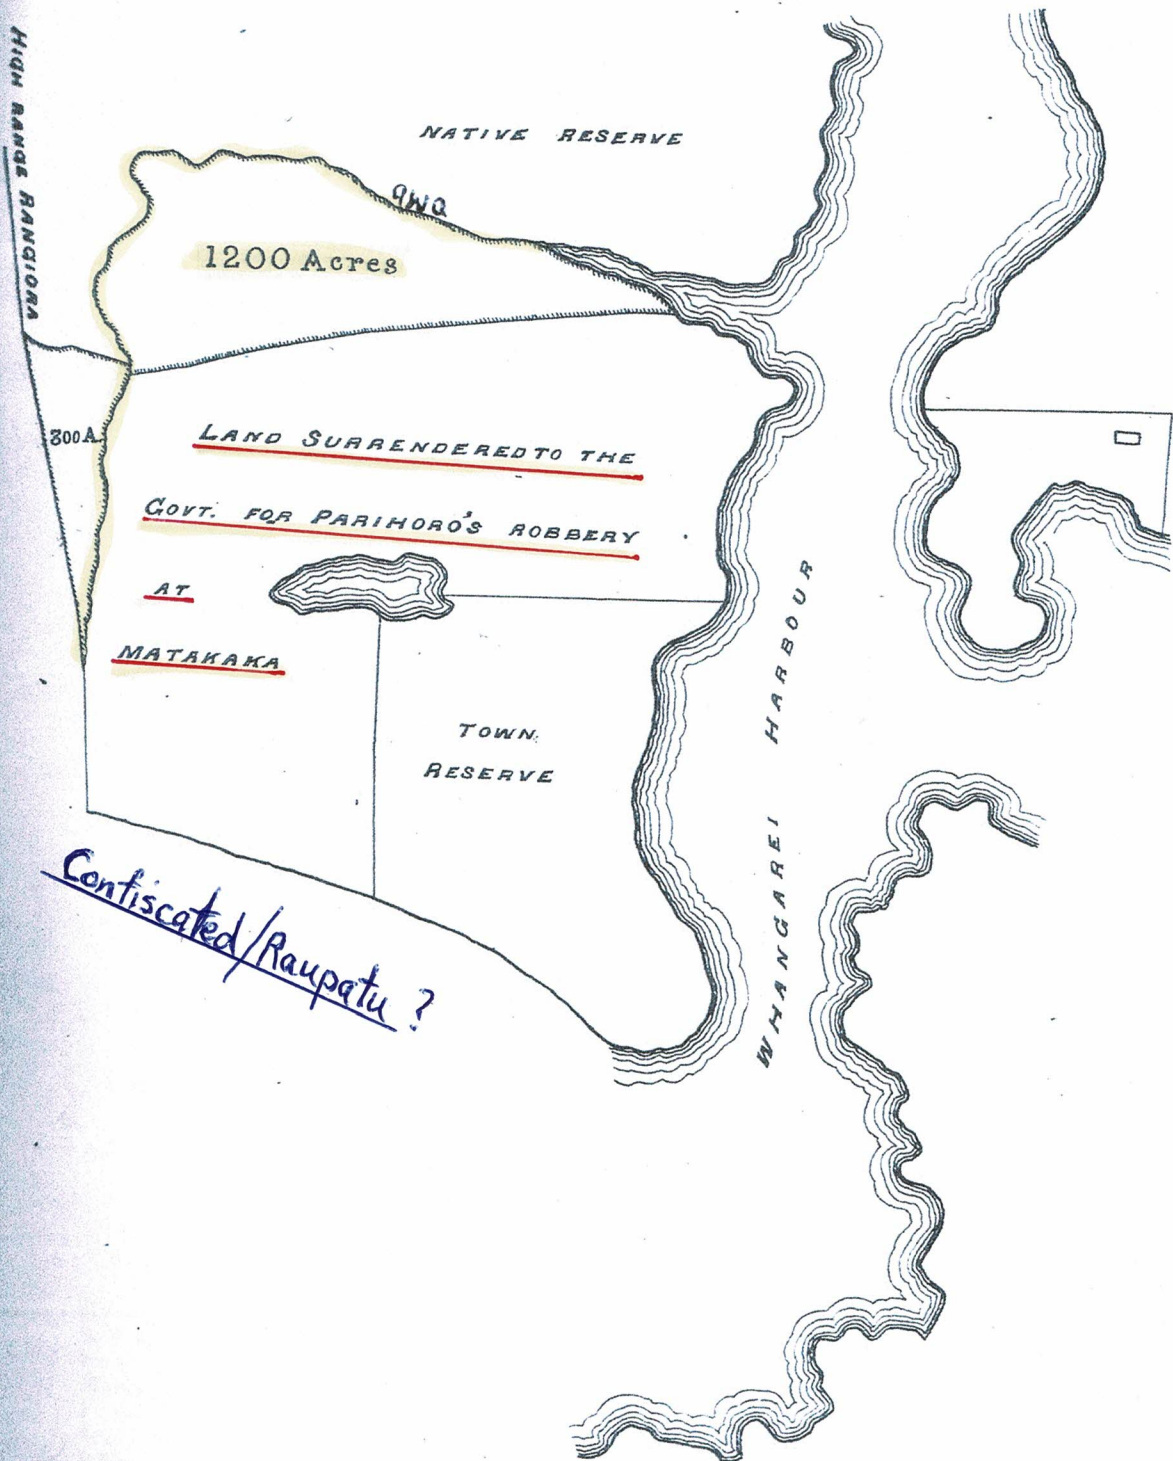 HIGH RANGE RANGIORA
NATIVE RESERVE
1200 Acres
300 A.
LAND SURRENDERED TO THE
GOVT. FOR PARIHORO'S ROBBERY
AT
MATAKAKA
TOWN
RESERVE
WHANGAREI HARBOUR
Confiscated/Raupatu ?